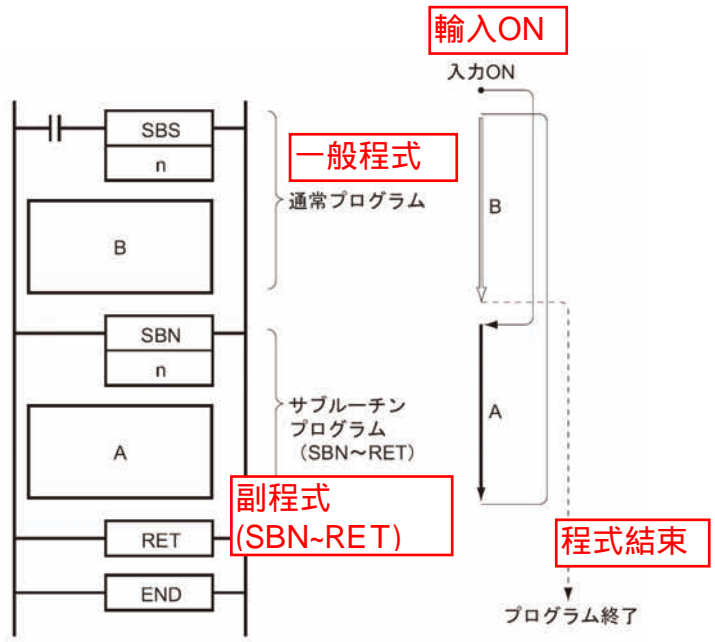 輸入ON
入力ON
SBS
n
一般程式
通常プログラム
B
B
SBN
n
サブルーチン
プログラム
（SBN～RET）
A
A
副程式
(SBN~RET)
RET
程式結束
END
プログラム終了